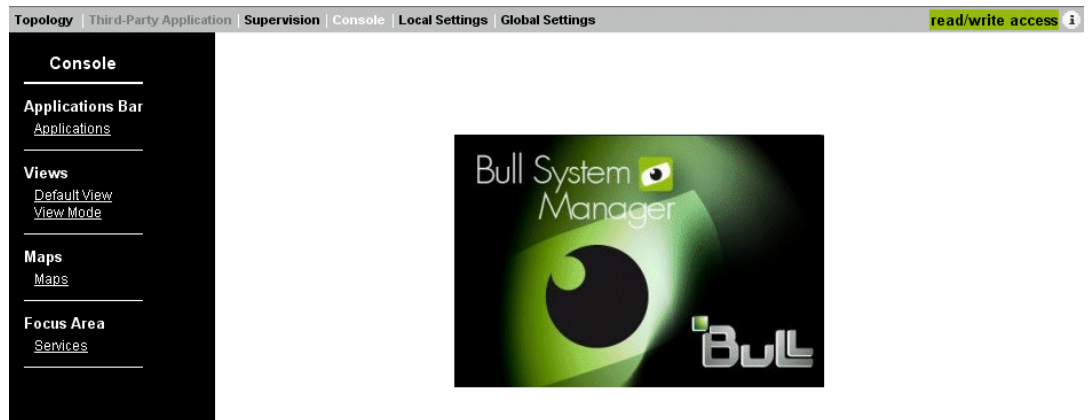 Topology | Third-Party Application | Supervision | Console | Local Settings | Global Settings read/write access i
Console
Applications Bar
Applications
Views
Default View
View Mode
Maps
Maps
Focus Area
Services
Bull System
Manager
Bull